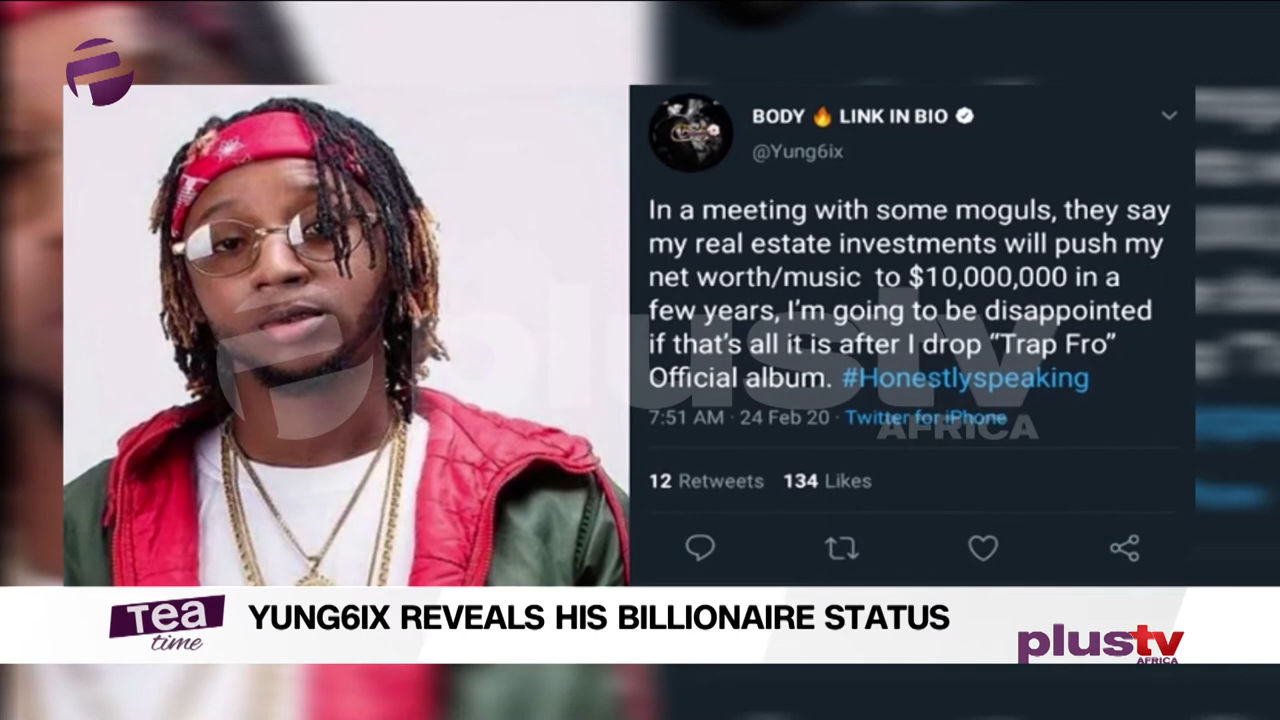 BODY 🔥 LINK IN BIO
@Yung6ix
In a meeting with some moguls, they say
my real estate investments will push my
net worth/music to $10,000,000 in a
few years, I'm going to be disappointed
if that's all it is after I drop "Trap Fro"
Official album. #Honestlyspeaking
7:51 AM · 24 Feb 20 · Twitter for iPhone
12 Retweets 134 Likes
plustv
AFRICA
Tea
time
YUNG6IX REVEALS HIS BILLIONAIRE STATUS
plustv
AFRICA